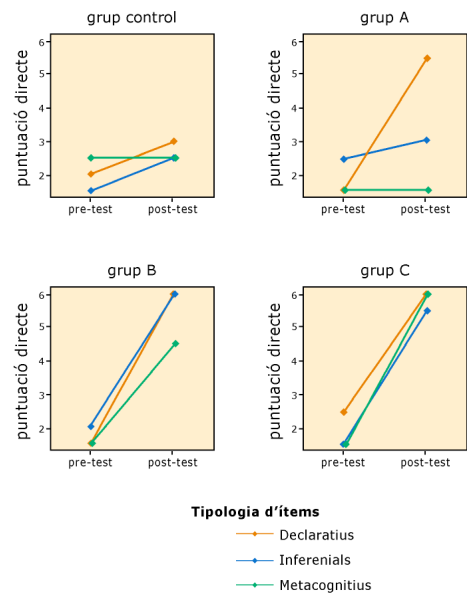 grup control
puntuació directe
6
5
4
3
2
pre-test post-test
grup A
puntuació directe
6
5
4
3
2
pre-test post-test
grup B
puntuació directe
6
5
4
3
2
pre-test post-test
grup C
puntuació directe
6
5
4
3
2
pre-test post-test
Tipologia d’ítems
Declaratius
Inferenials
Metacognitius